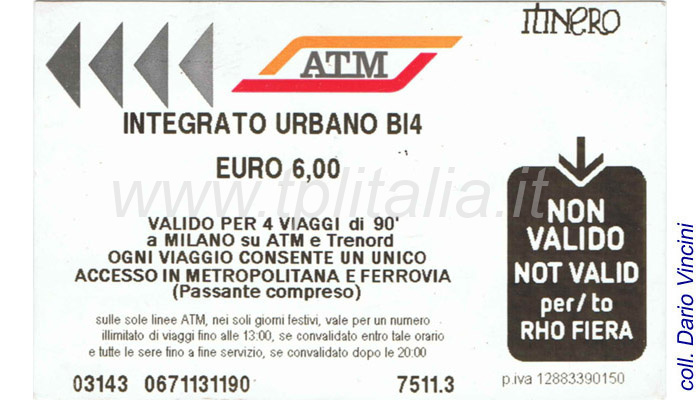 ITINERO
ATM
INTEGRATO URBANO BI4
EURO 6,00
www.tplitalia.it
VALIDO PER 4 VIAGGI di 90'
a MILANO su ATM e Trenord
OGNI VIAGGIO CONSENTE UN UNICO
ACCESSO IN METROPOLITANA E FERROVIA
(Passante compreso)
sulle sole linee ATM, nei soli giorni festivi, vale per un numero
illimitato di viaggi fino alle 13:00, se convalidato entro tale orario
e tutte le sere fino a fine servizio, se convalidato dopo le 20:00
03143 0671131190 7511.3
NON
VALIDO
NOT VALID
per/to
RHO FIERA
p.iva 12883390150
coll. Dario Vincini